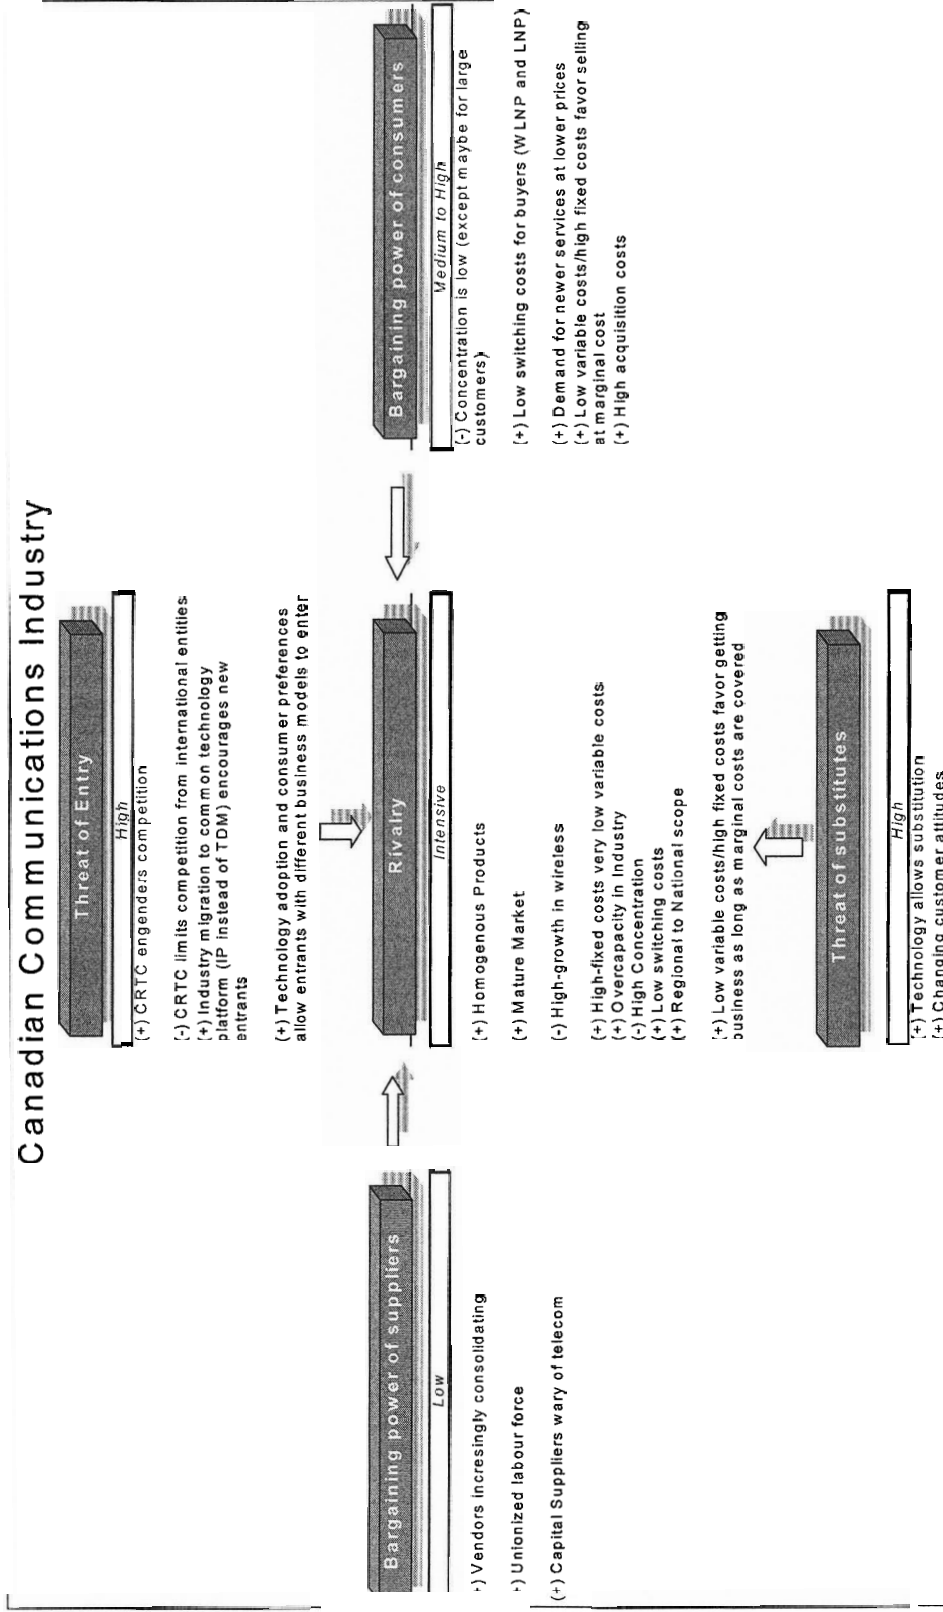 Canadian Communications Industry
Threat of Entry
High
(+) CRTC engenders competition
(-) CRTC limits competition from international entities
(+) Industry migration to common technology
platform (IP instead of TDM) encourages new
entrants
(+) Technology adoption and consumer preferences
allow entrants with different business models to enter
Bargaining power of suppliers
Low
+) Vendors incresingly consolidating
+) Unionized labour force
(+) Capital Suppliers wary of telecom
Rivalry
Intensive
(+) Homogenous Products
(+) Mature Market
(-) High-growth in wireless
(+) High-fixed costs very low variable costs
(+) Overcapacity in Industry
(-) High Concentration
(+) Low switching costs
(+) Regional to National scope
(+) Low variable costs/high fixed costs favor getting
business as long as marginal costs are covered
Bargaining power of consumers
Medium to High
(-) Concentration is low (except maybe for large
customers)
(+) Low switching costs for buyers (WLNP and LNP)
(+) Demand for newer services at lower prices
(+) Low variable costs/high fixed costs favor selling
at marginal cost
(+) High acquisition costs
Threat of substitutes
High
(+) Technology allows substitution
(+) Changing customer attitudes